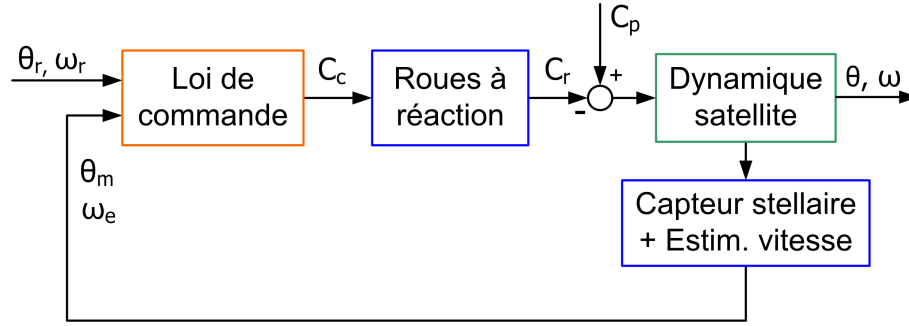 θr, ωr
Loi de
commande
Cc
Roues à
réaction
Cr
Cp
+
-
Dynamique
satellite
θ, ω
θm
ωe
Capteur stellaire
+ Estim. vitesse